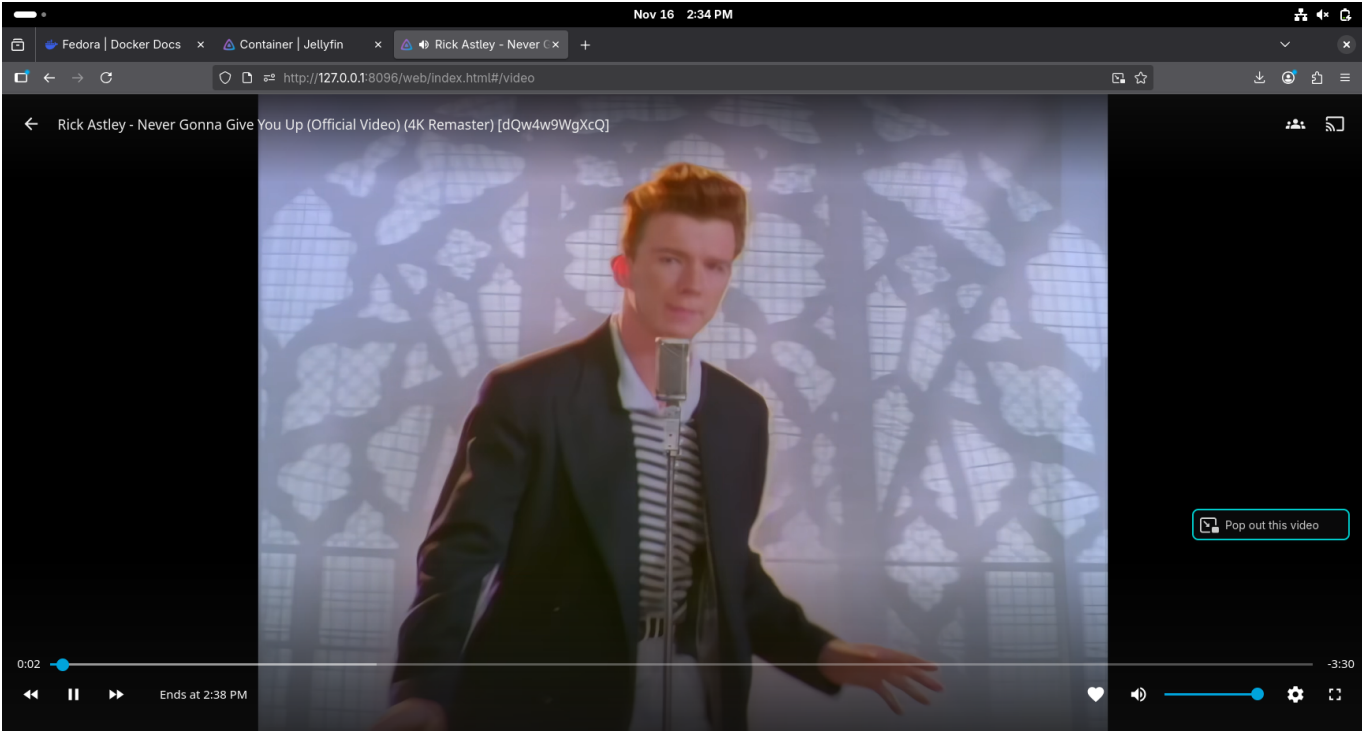 Nov 16 2:34 PM
Fedora | Docker Docs
Container | Jellyfin
Rick Astley - Never G
http://127.0.0.1:8096/web/index.html#/video
Rick Astley - Never Gonna Give You Up (Official Video) (4K Remaster) [dQw4w9WgXcQ]
Pop out this video
0:02
-3:30
Ends at 2:38 PM